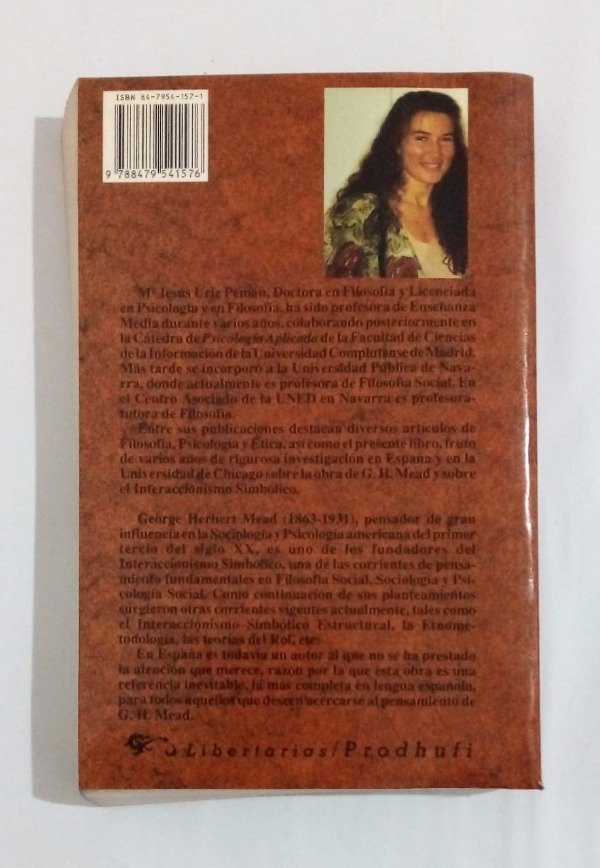 ISBN 84-7954-157-1
9 788479 541576
Mª Jesús Uriz Pemán, Doctora en Filosofía y Licenciada
en Psicología y en Filosofía, ha sido profesora de Enseñanza
Media durante varios años, colaborando posteriormente en
la Cátedra de Psicología Aplicada de la Facultad de Ciencias
de la Información de la Universidad Complutense de Madrid.
Más tarde se incorporó a la Universidad Pública de Nava-
rra, donde actualmente es profesora de Filosofía Social. En
el Centro Asociado de la UNED en Navarra es profesora-
tutora de Filosofía.
Entre sus publicaciones destacan diversos artículos de
Filosofía, Psicología y Ética, así como el presente libro, fruto
de varios años de rigurosa investigación en España y en la
Universidad de Chicago sobre la obra de G. H. Mead y sobre
el Interaccionismo Simbólico.
George Herbert Mead (1863-1931), pensador de gran
influencia en la Sociología y Psicología americana del primer
tercio del siglo XX, es uno de los fundadores del
Interaccionismo Simbólico, una de las corrientes de pensa-
miento fundamentales en Filosofía Social, Sociología y Psi-
cología Social. Como continuación de sus planteamientos
surgieron otras corrientes vigentes actualmente, tales como
el Interaccionismo Simbólico Estructural, la Etnome-
todología, las teorías del Rol, etc.
En España es todavía un autor al que no se ha prestado
la atención que merece, razón por la que esta obra es una
referencia inevitable, la más completa en lengua española,
para todos aquellos que deseen acercarse al pensamiento de
G. H. Mead.
Libertarias/Prodhufi